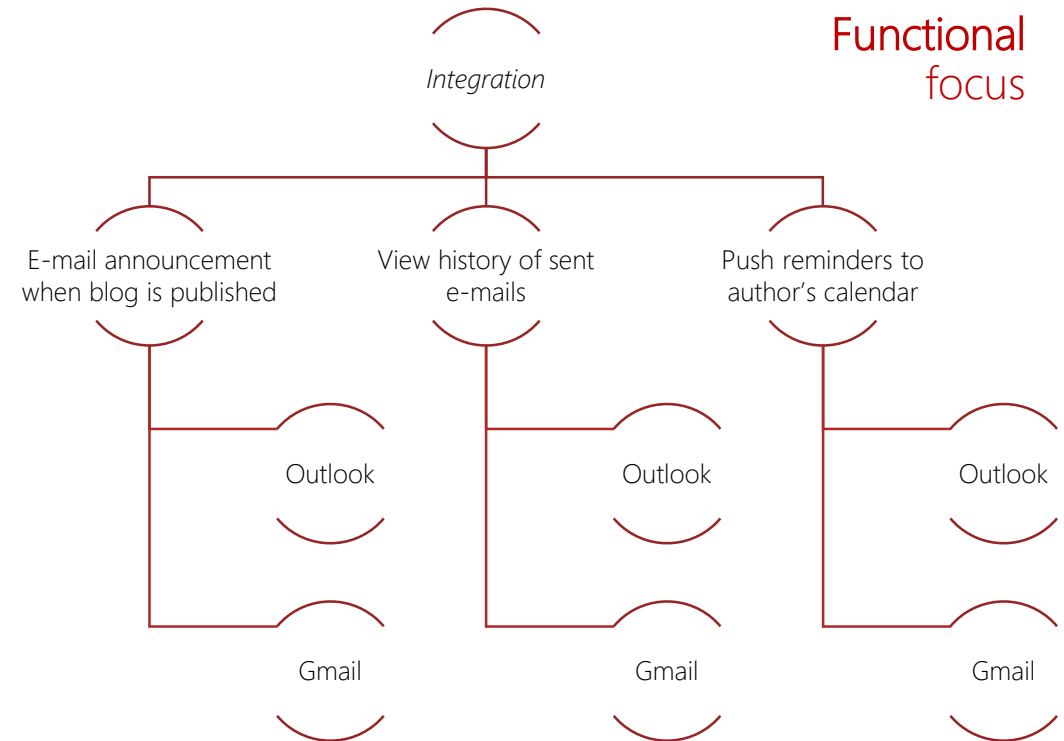 Functional
focus
Integration
E-mail announcement
when blog is published
View history of sent
e-mails
Push reminders to
author’s calendar
Outlook
Outlook
Outlook
Gmail
Gmail
Gmail